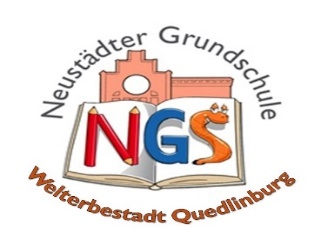 Neustädter Grundschule
NGS
Welterbestadt Quedlinburg